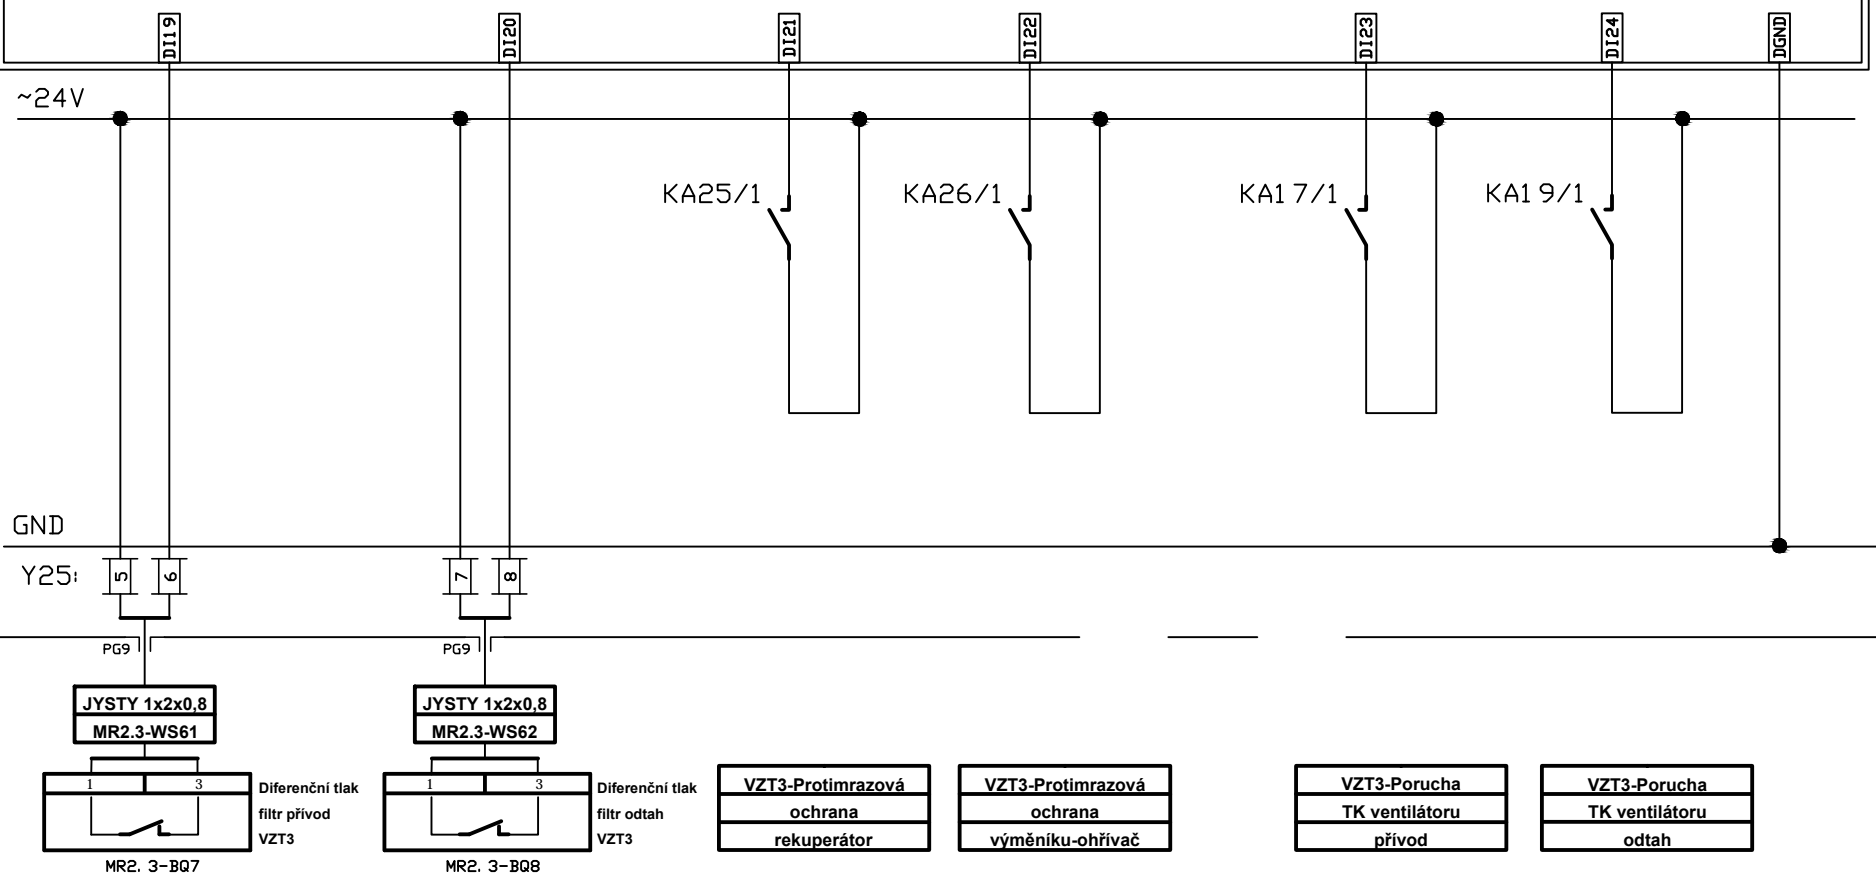 DI19
DI20
DI21
DI22
DI23
DI24
DGND
~24V
KA25/1
KA26/1
KA17/1
KA19/1
GND
Y25:
5
6
7
8
PG9
PG9
JYSTY 1x2x0,8
MR2.3-WS61
JYSTY 1x2x0,8
MR2.3-WS62
1
3
Diferenční tlak
filtr přívod
VZT3
MR2. 3-BQ7
1
3
Diferenční tlak
filtr odtah
VZT3
MR2. 3-BQ8
VZT3-Protimrazová
ochrana
rekuperátor
VZT3-Protimrazová
ochrana
výměníku-ohřívač
VZT3-Porucha
TK ventilátoru
přívod
VZT3-Porucha
TK ventilátoru
odtah